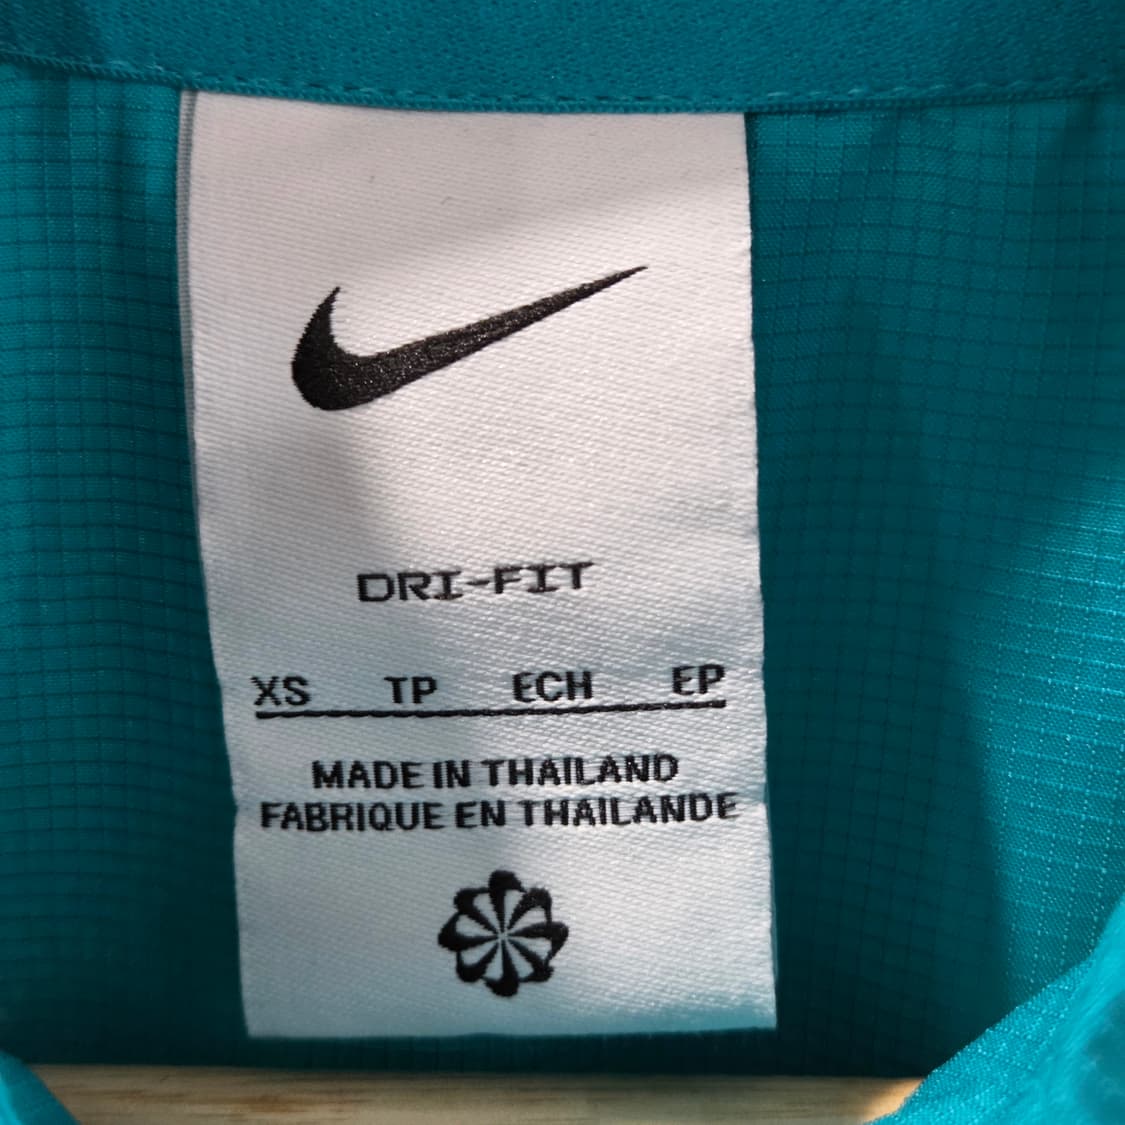 DRI-FIT
XS TP ECH EP
MADE IN THAILAND
FABRIQUE EN THAILANDE